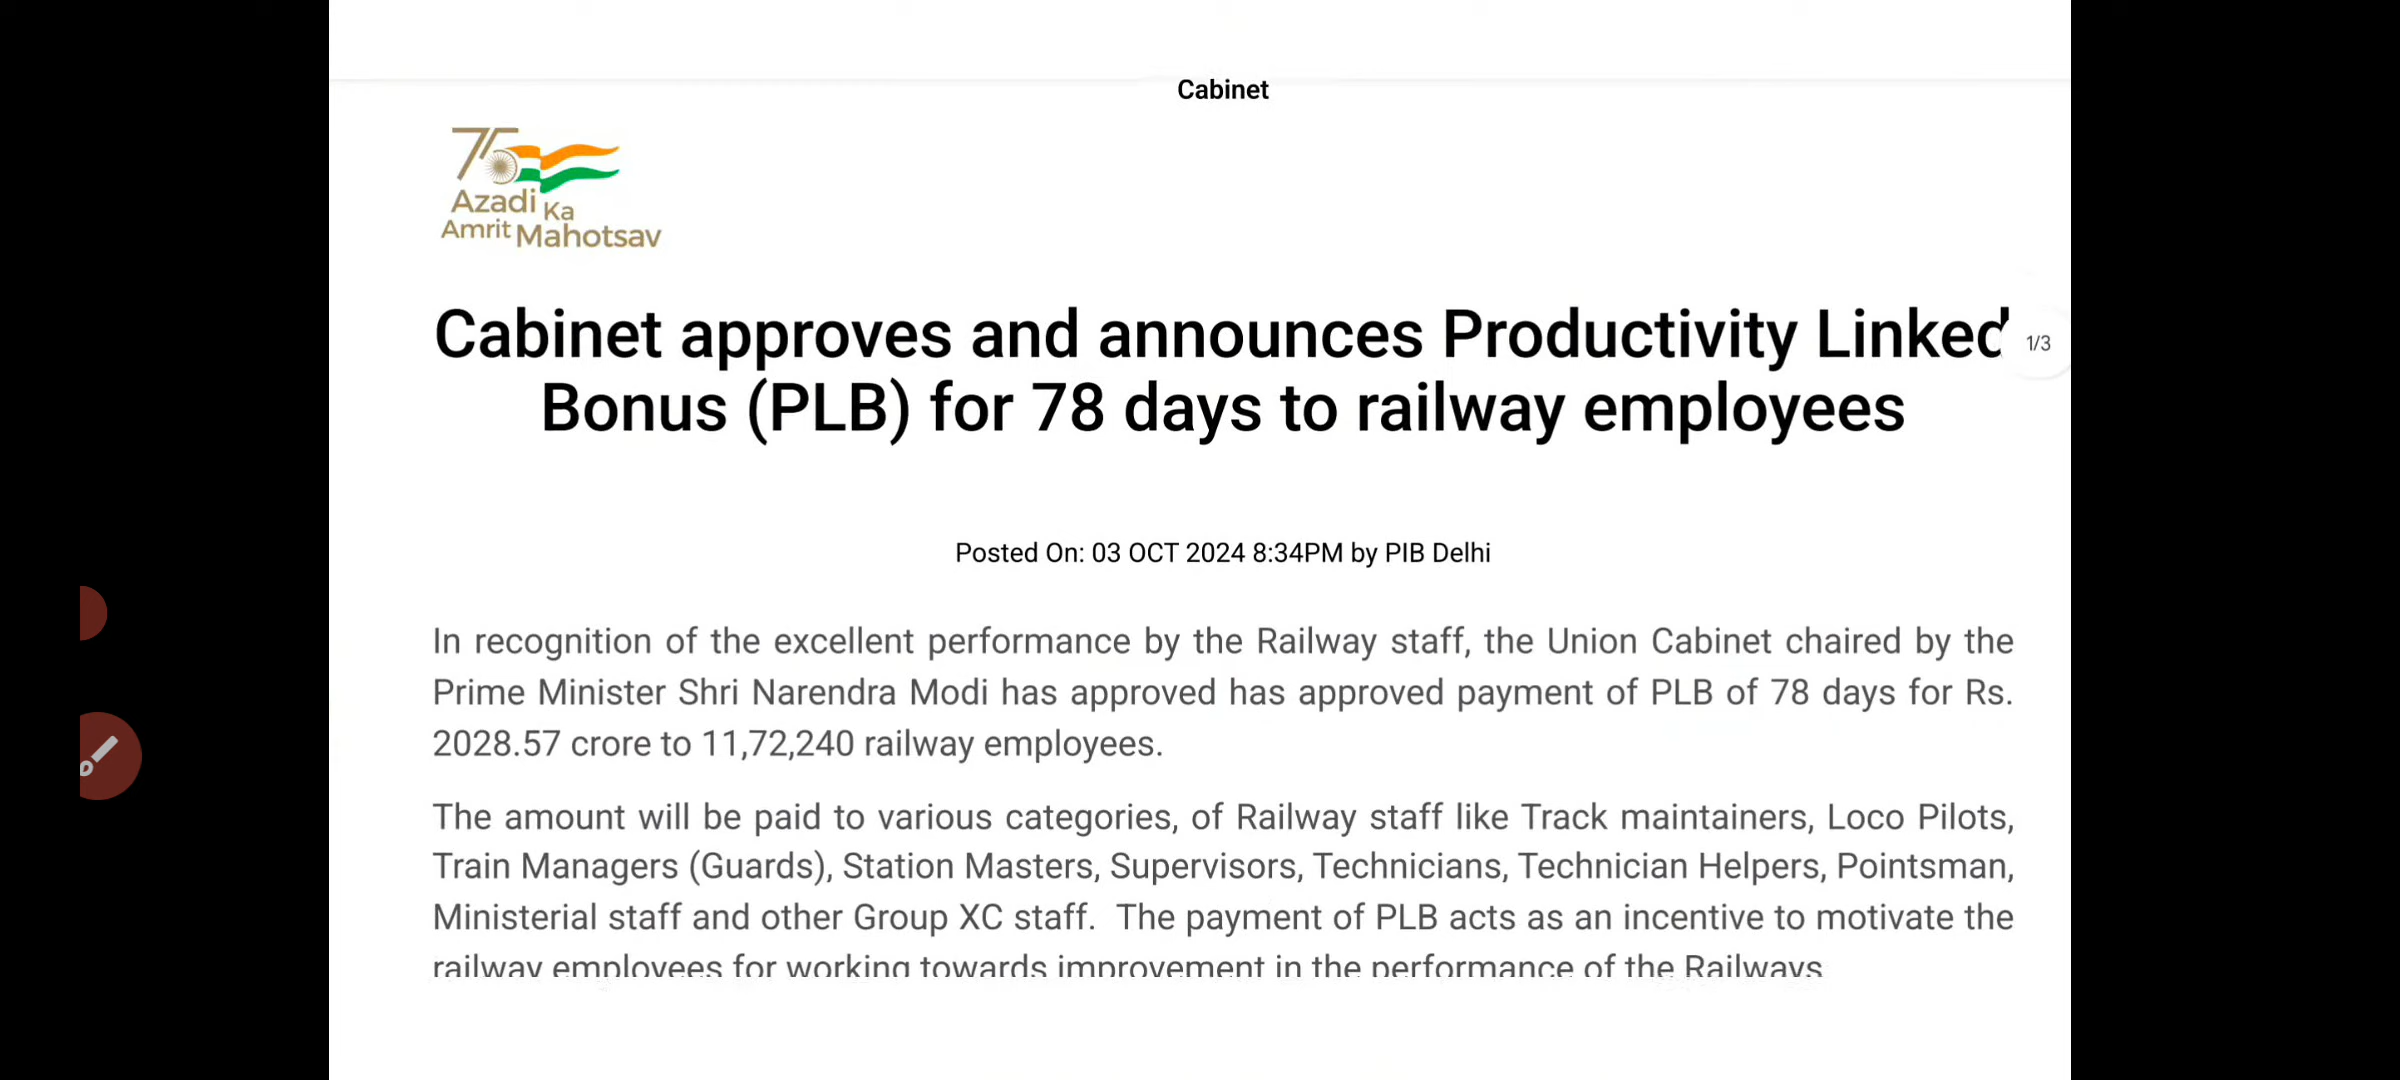 Cabinet
75
Azadi Ka
Amrit Mahotsav
Cabinet approves and announces Productivity Linked
1/3
Bonus (PLB) for 78 days to railway employees
Posted On: 03 OCT 2024 8:34PM by PIB Delhi
In recognition of the excellent performance by the Railway staff, the Union Cabinet chaired by the
Prime Minister Shri Narendra Modi has approved has approved payment of PLB of 78 days for Rs.
2028.57 crore to 11,72,240 railway employees.
The amount will be paid to various categories, of Railway staff like Track maintainers, Loco Pilots,
Train Managers (Guards), Station Masters, Supervisors, Technicians, Technician Helpers, Pointsman,
Ministerial staff and other Group XC staff. The payment of PLB acts as an incentive to motivate the
railway employees for working towards improvement in the performance of the Railways